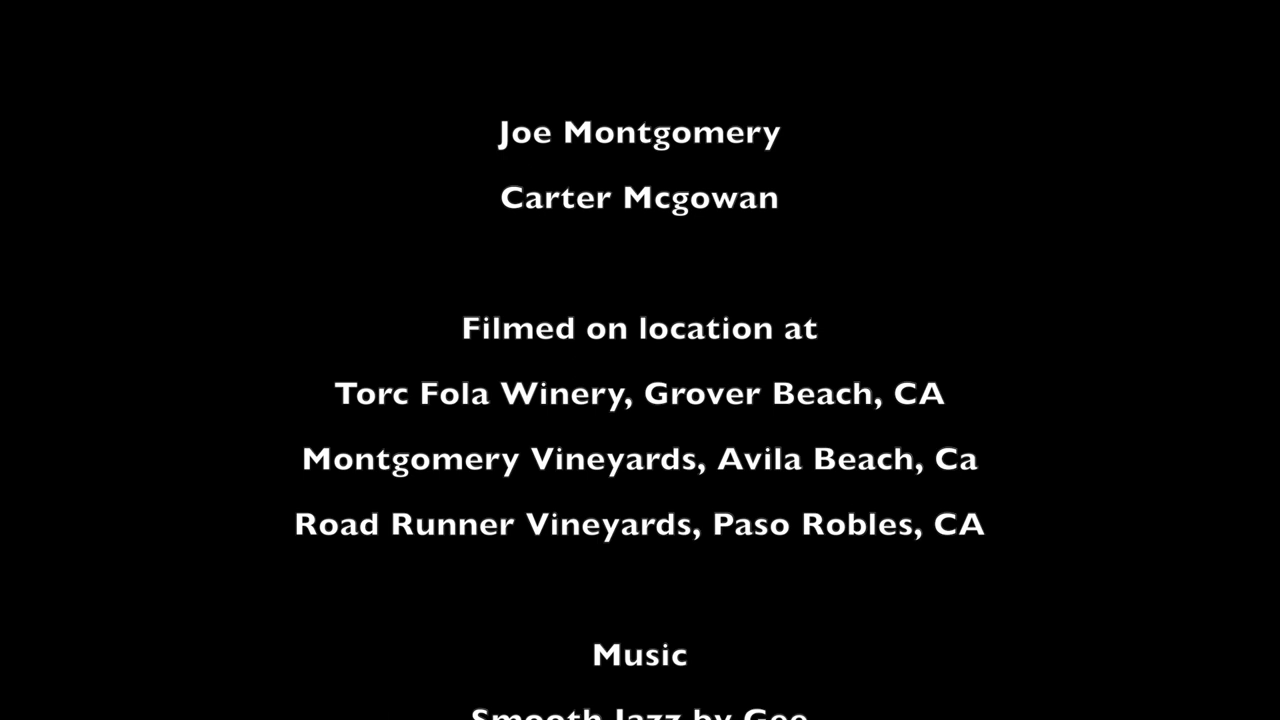 Joe Montgomery
Carter Mcgowan
Filmed on location at
Torc Fola Winery, Grover Beach, CA
Montgomery Vineyards, Avila Beach, Ca
Road Runner Vineyards, Paso Robles, CA
Music
Smooth Jazz by Gee